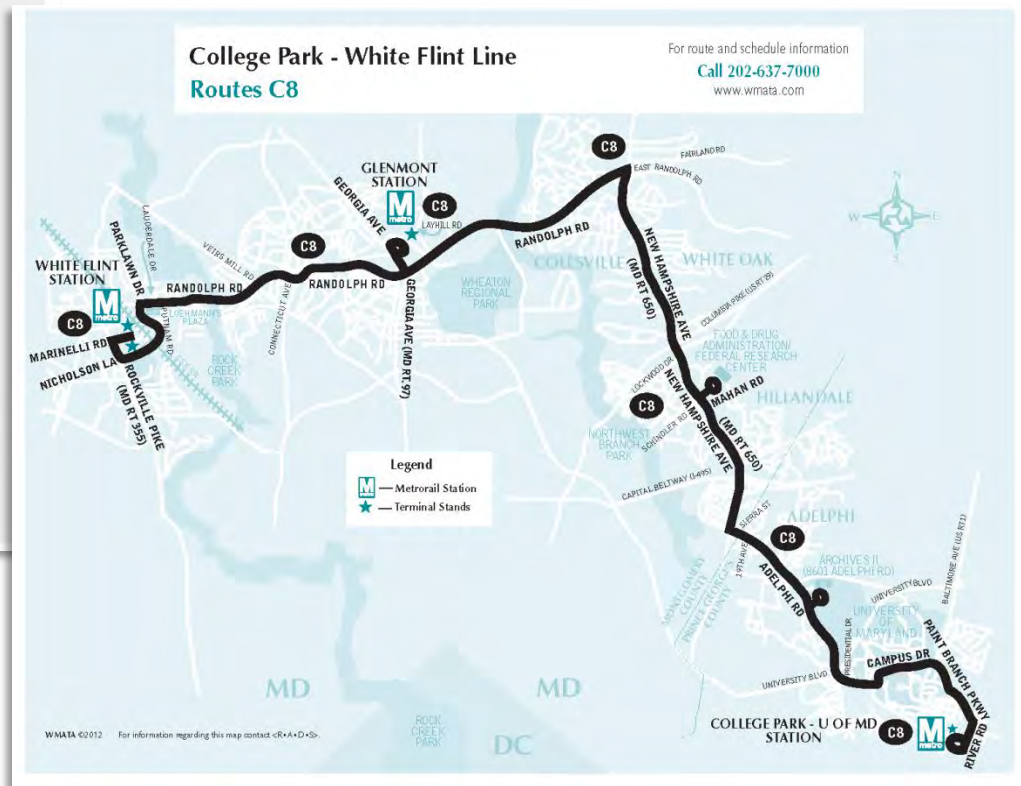 College Park - White Flint Line
Routes C8
For route and schedule information
Call 202-637-7000
www.wmata.com
C8
FAIRLAND RD
EAST RANDOLPH RD
GLENMONT
STATION
M
metro
C8
GEORGIA AVE
LAYHILL RD
N
W
E
S
LAUDERDALE DR
PARKLAWN DR
VEIRS MILL RD
C8
RANDOLPH RD
COLESVILLE
WHITE OAK
NEW HAMPSHIRE AVE
(MD RT 650)
WHITE FLINT
STATION
M
metro
RANDOLPH RD
RANDOLPH RD
WHEATON
REGIONAL
PARK
COLUMBIA PIKE (US RT 29)
C8
LOEHMANN'S
PLAZA
PUTNAM RD
CONNECTICUT AVE
GEORGIA AVE (MD RT. 97)
FOOD & DRUG
ADMINISTRATION/
FEDERAL RESEARCH
CENTER
MARINELLI RD
NICHOLSON LA
ROCK
CREEK
PARK
ROCKVILLE PIKE
(MD RT 355)
LOCKWOOD DR
NEW HAMPSHIRE AVE
(MD RT 650)
MAHAN RD
HILLANDALE
C8
SCHINDLER RD
NORTHWEST
BRANCH
PARK
Legend
M — Metrorail Station
★ — Terminal Stands
CAPITAL BELTWAY (I-495)
SIERRA ST
ADELPHI
C8
19TH AVE
ADELPHI RD
ARCHIVES II
(8601 ADELPHI RD)
BALTIMORE AVE (US RT 1)
MONTGOMERY
COUNTY
PRINCE GEORGE'S
COUNTY
UNIVERSITY BLVD
UNIVERSITY
OF
MARYLAND
PRESIDENTIAL DR
CAMPUS DR
PAINT BRANCH PKWY
UNIVERSITY BLVD
MD
MD
COLLEGE PARK - U OF MD
STATION
C8
M
metro
RIVER RD
ROCK
CREEK
PARK
DC
WMATA ©2012 For information regarding this map contact <R•A•D•S>.